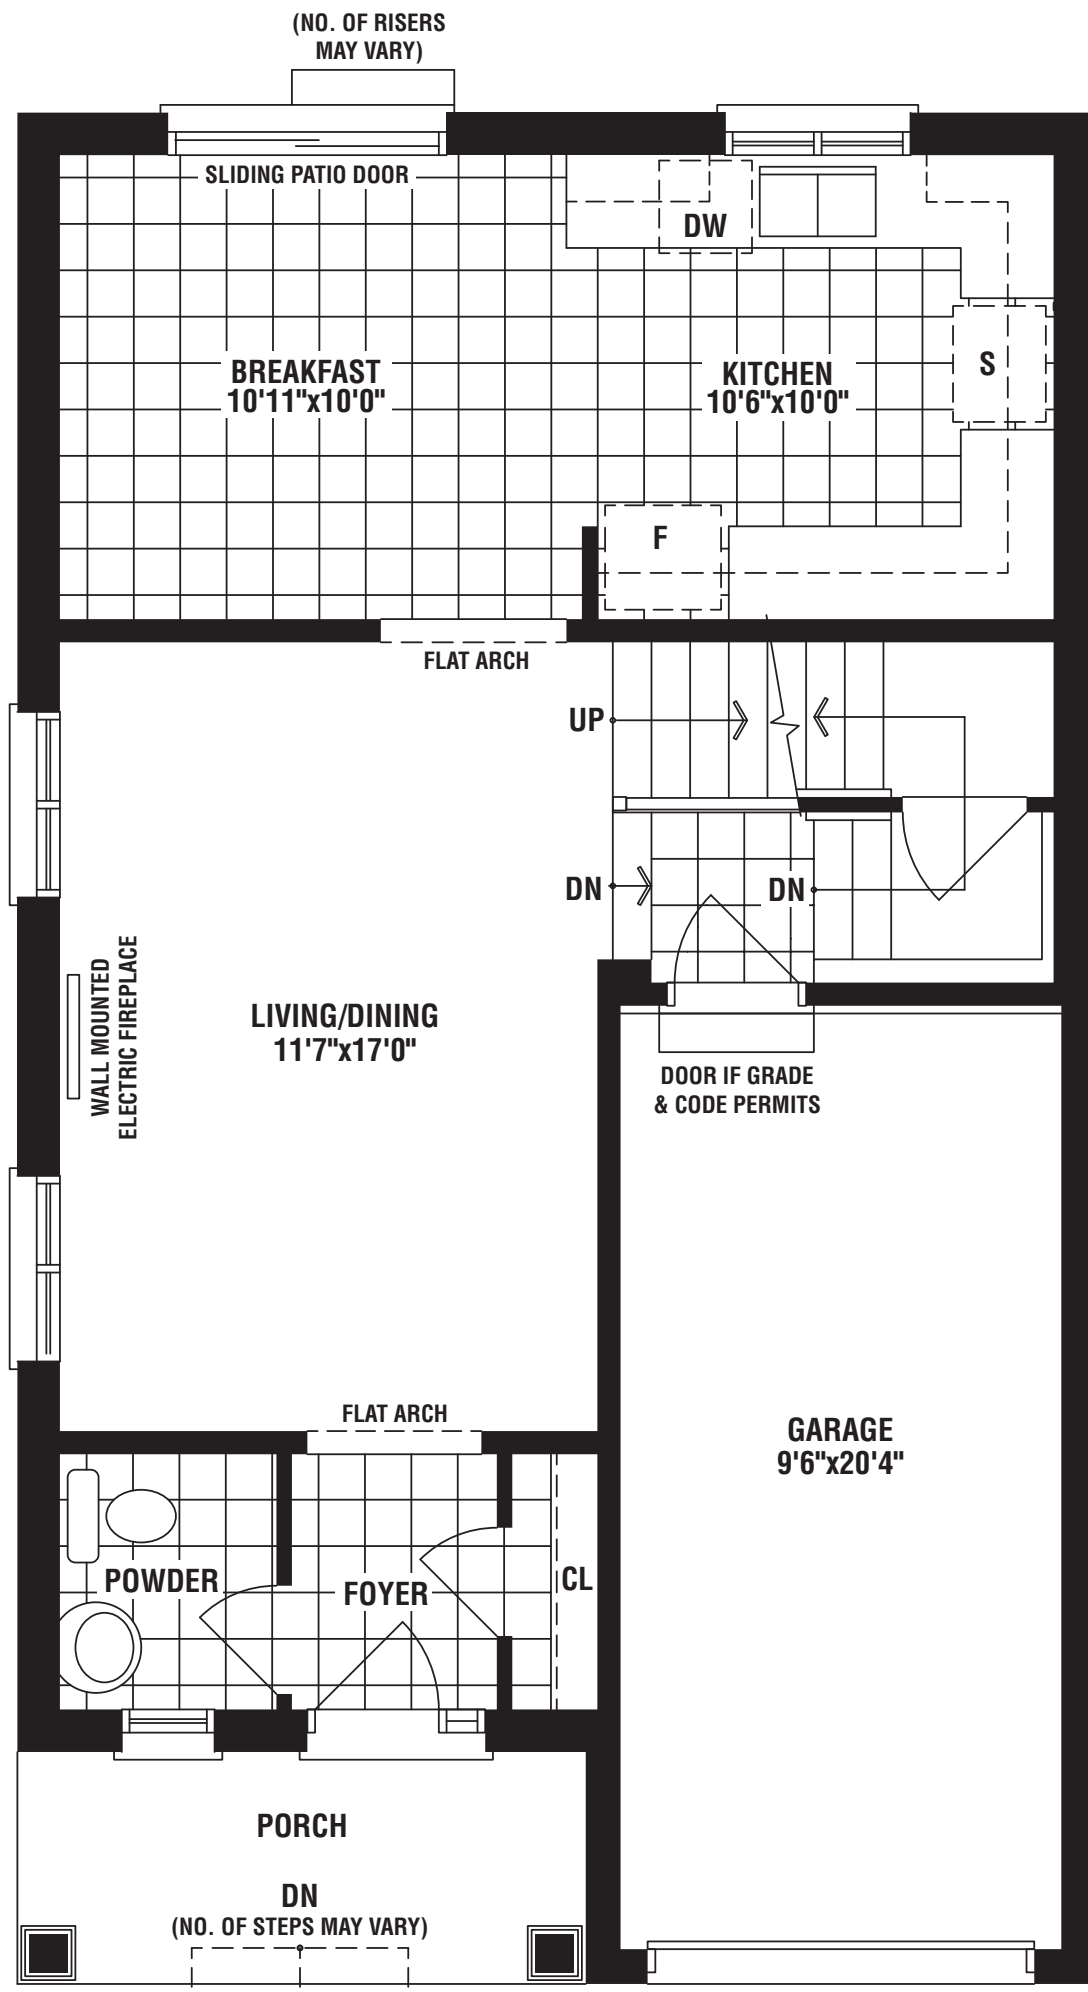 (NO. OF RISERS
MAY VARY)
SLIDING PATIO DOOR
DW
BREAKFAST
10'11"x10'0"
KITCHEN
10'6"x10'0"
S
F
FLAT ARCH
UP
DN
DN
WALL MOUNTED
ELECTRIC FIREPLACE
LIVING/DINING
11'7"x17'0"
DOOR IF GRADE
& CODE PERMITS
FLAT ARCH
GARAGE
9'6"x20'4"
POWDER
FOYER
CL
PORCH
DN
(NO. OF STEPS MAY VARY)